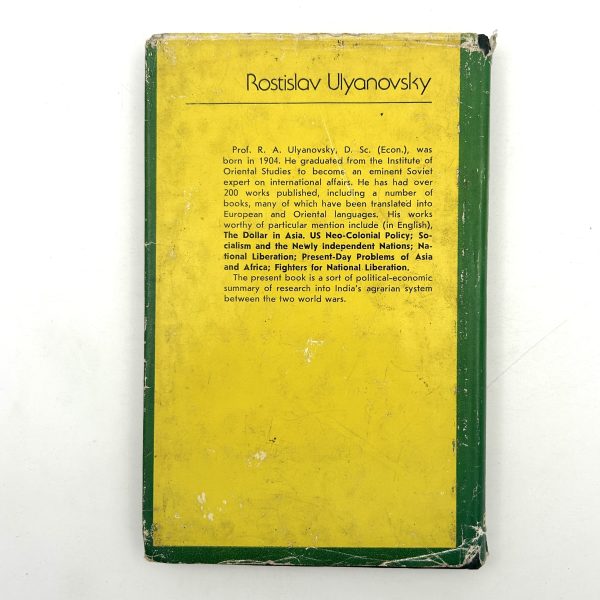 Rostislav Ulyanovsky
Prof. R. A. Ulyanovsky, D. Sc. (Econ.), was
born in 1904. He graduated from the Institute of
Oriental Studies to become an eminent Soviet
expert on international affairs. He has had over
200 works published, including a number of
books, many of which have been translated into
European and Oriental languages. His works
worthy of particular mention include (in English),
The Dollar in Asia. US Neo-Colonial Policy; So-
cialism and the Newly Independent Nations; Na-
tional Liberation; Present-Day Problems of Asia
and Africa; Fighters for National Liberation.
The present book is a sort of political-economic
summary of research into India's agrarian system
between the two world wars.